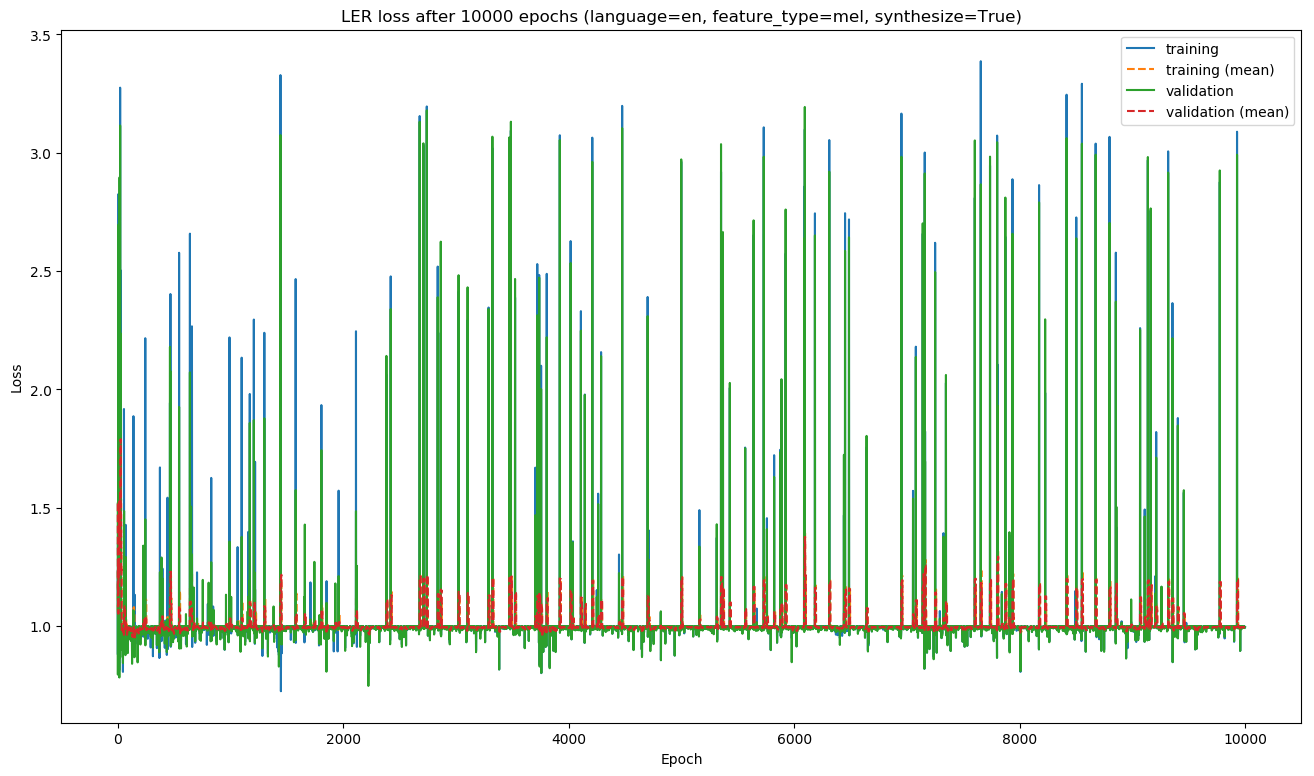 LER loss after 10000 epochs (language=en, feature_type=mel, synthesize=True)
training
training (mean)
validation
validation (mean)
3.5
3.0
2.5
2.0
1.5
1.0
Loss
0
2000
4000
6000
8000
10000
Epoch